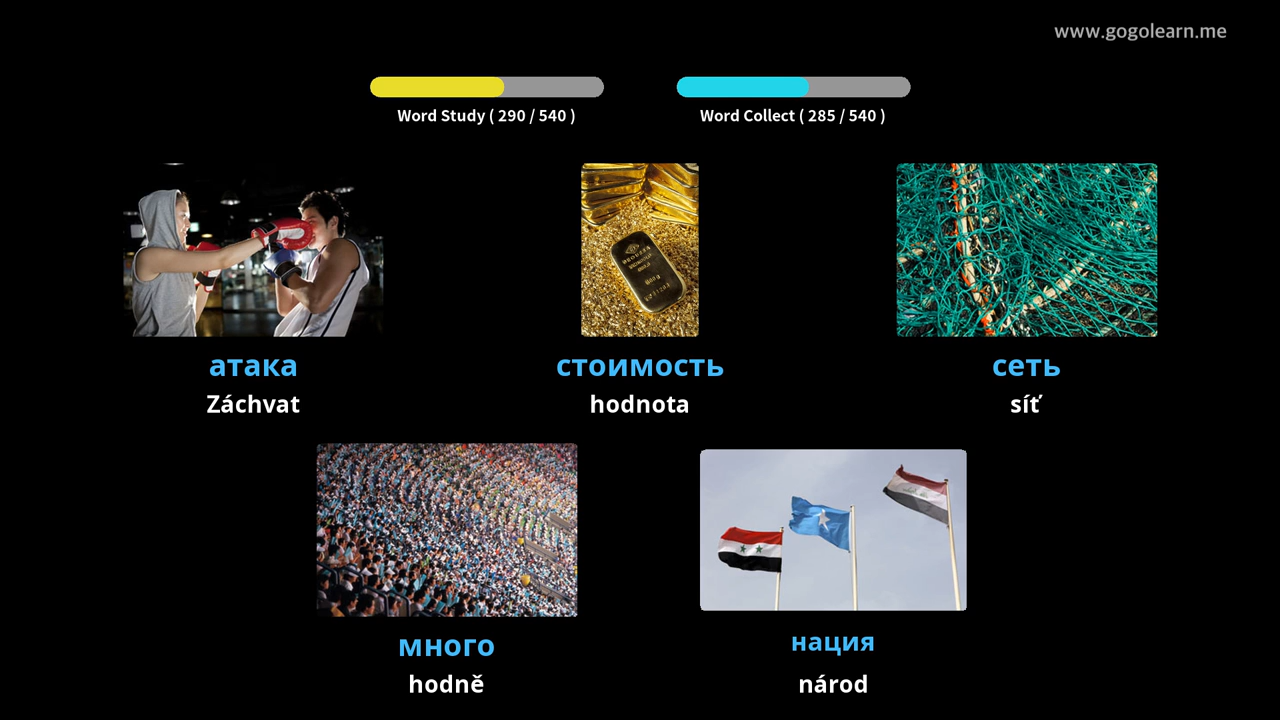 www.gogolearn.me
Word Study ( 290 / 540 )
Word Collect ( 285 / 540 )
атака
Záchvat
стоимость
hodnota
сеть
síť
много
hodně
нация
národ